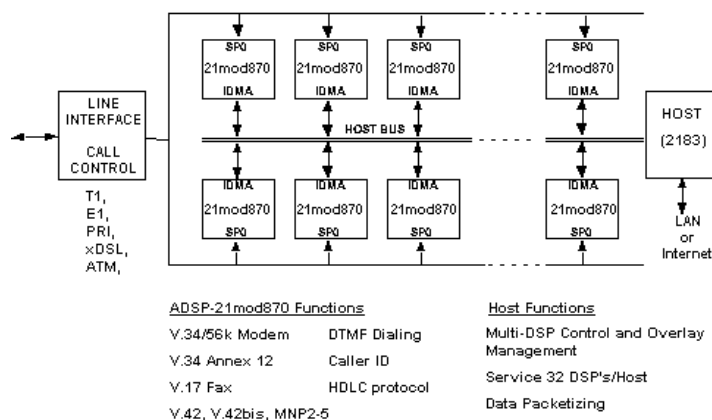 SP0 SP0 SP0 SP0
21mod870 21mod870 21mod870 21mod870
IDMA IDMA IDMA IDMA
LINE
INTERFACE
CALL
CONTROL
HOST BUS
HOST
(2183)
IDMA IDMA IDMA IDMA
21mod870 21mod870 21mod870 21mod870
SP0 SP0 SP0 SP0
T1,
E1,
PRI,
xDSL,
ATM,
LAN
or
Internet
ADSP-21mod870 Functions
V.34/56k Modem DTMF Dialing
V.34 Annex 12 Caller ID
V.17 Fax HDLC protocol
V.42, V.42bis, MNP2-5
Host Functions
Multi-DSP Control and Overlay
Management
Service 32 DSP's/Host
Data Packetizing